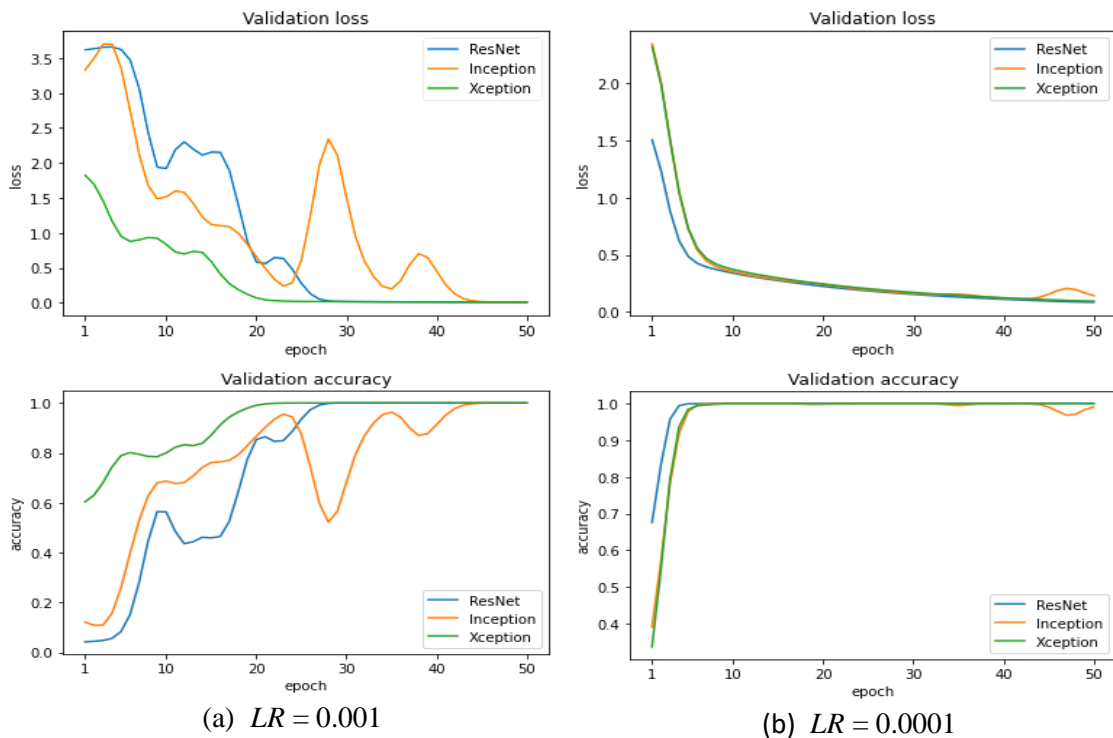 Validation loss
3.5
3.0
2.5
2.0
1.5
1.0
0.5
0.0
loss
ResNet
Inception
Xception
1 10 20 30 40 50
epoch
Validation loss
2.0
1.5
1.0
0.5
0.0
loss
ResNet
Inception
Xception
1 10 20 30 40 50
epoch
Validation accuracy
1.0
0.8
0.6
0.4
0.2
0.0
accuracy
ResNet
Inception
Xception
1 10 20 30 40 50
epoch
(a) LR = 0.001
Validation accuracy
1.0
0.9
0.8
0.7
0.6
0.5
0.4
accuracy
ResNet
Inception
Xception
1 10 20 30 40 50
epoch
(b) LR = 0.0001